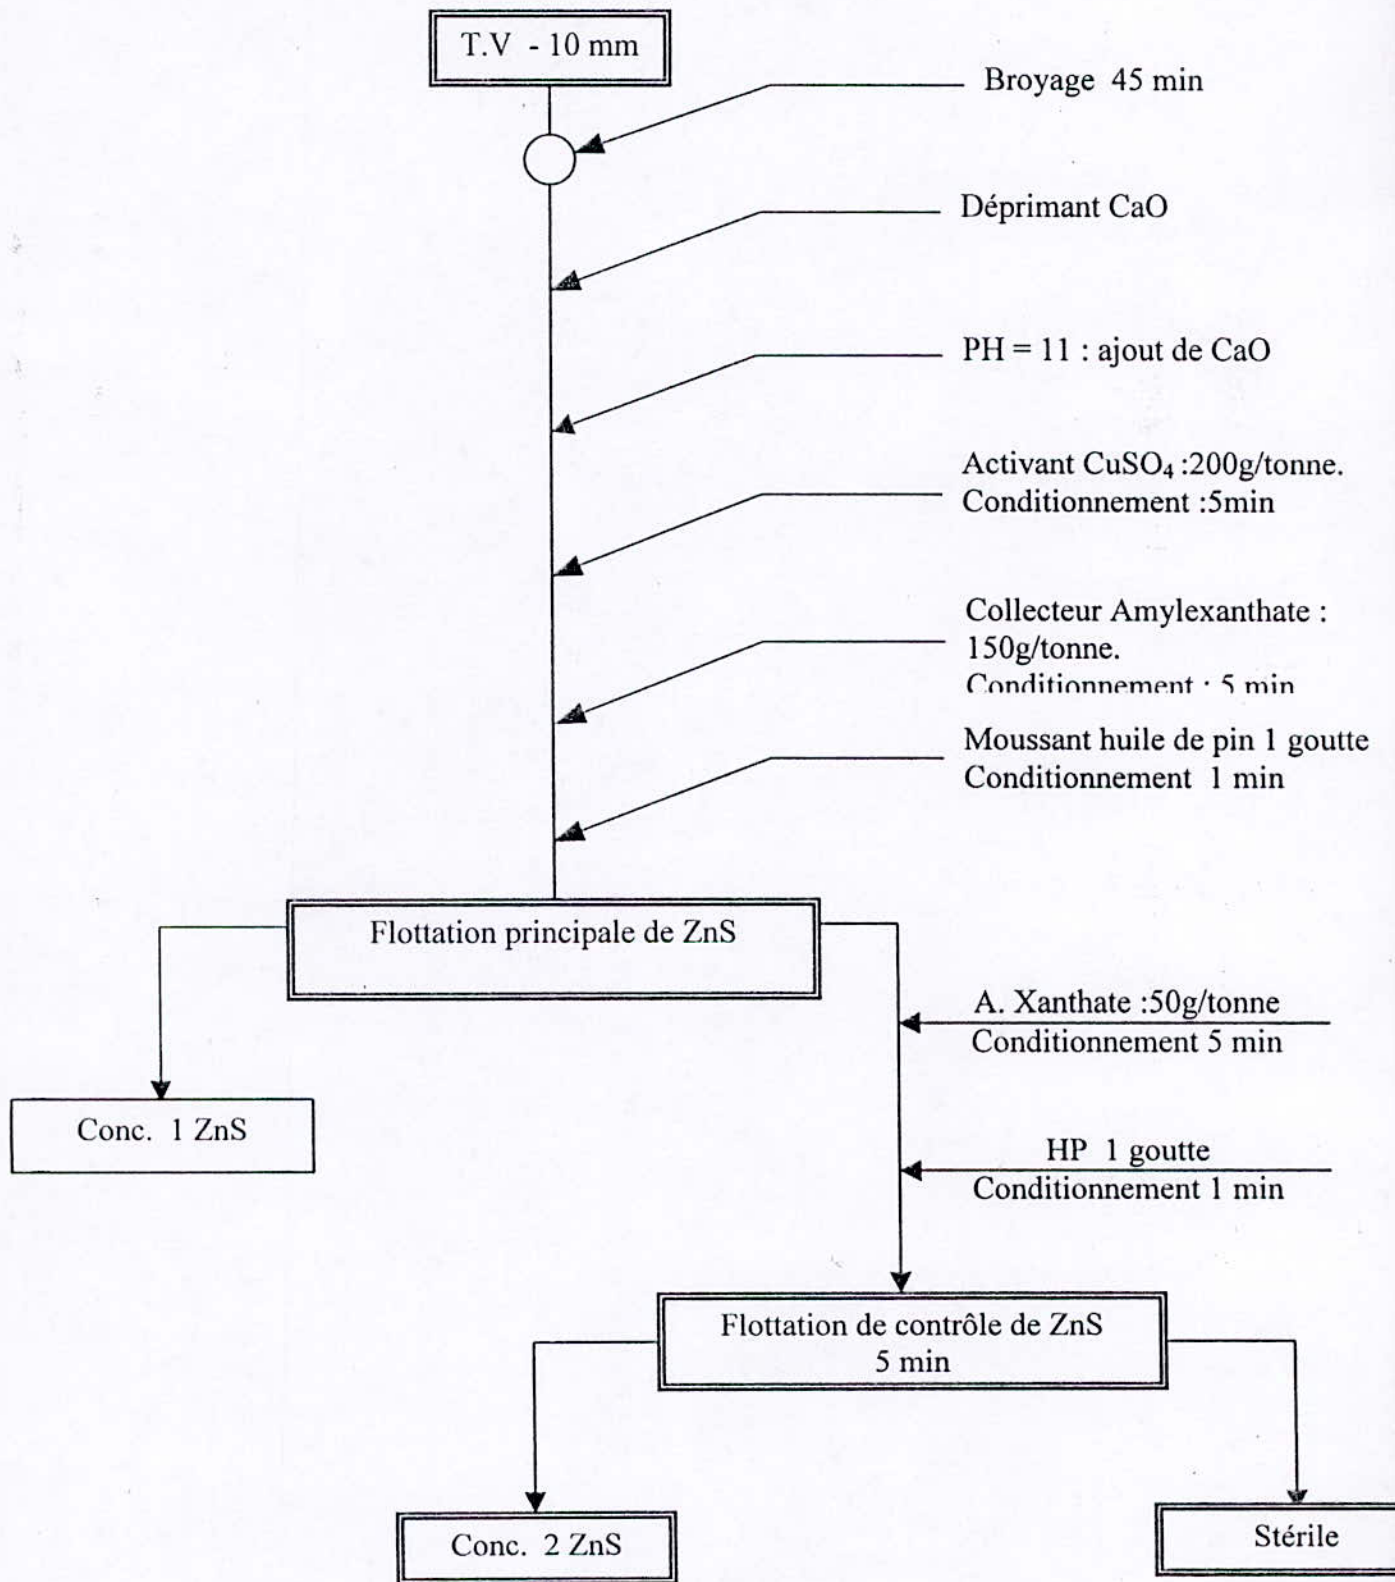 T.V - 10 mm
Broyage 45 min
Déprimant CaO
PH = 11 : ajout de CaO
Activant CuSO₄ :200g/tonne.
Conditionnement :5min
Collecteur Amylexanthate :
150g/tonne.
Conditionnement : 5 min
Moussant huile de pin 1 goutte
Conditionnement 1 min
Flottation principale de ZnS
A. Xanthate :50g/tonne
Conditionnement 5 min
Conc. 1 ZnS
HP 1 goutte
Conditionnement 1 min
Flottation de contrôle de ZnS
5 min
Conc. 2 ZnS
Stérile